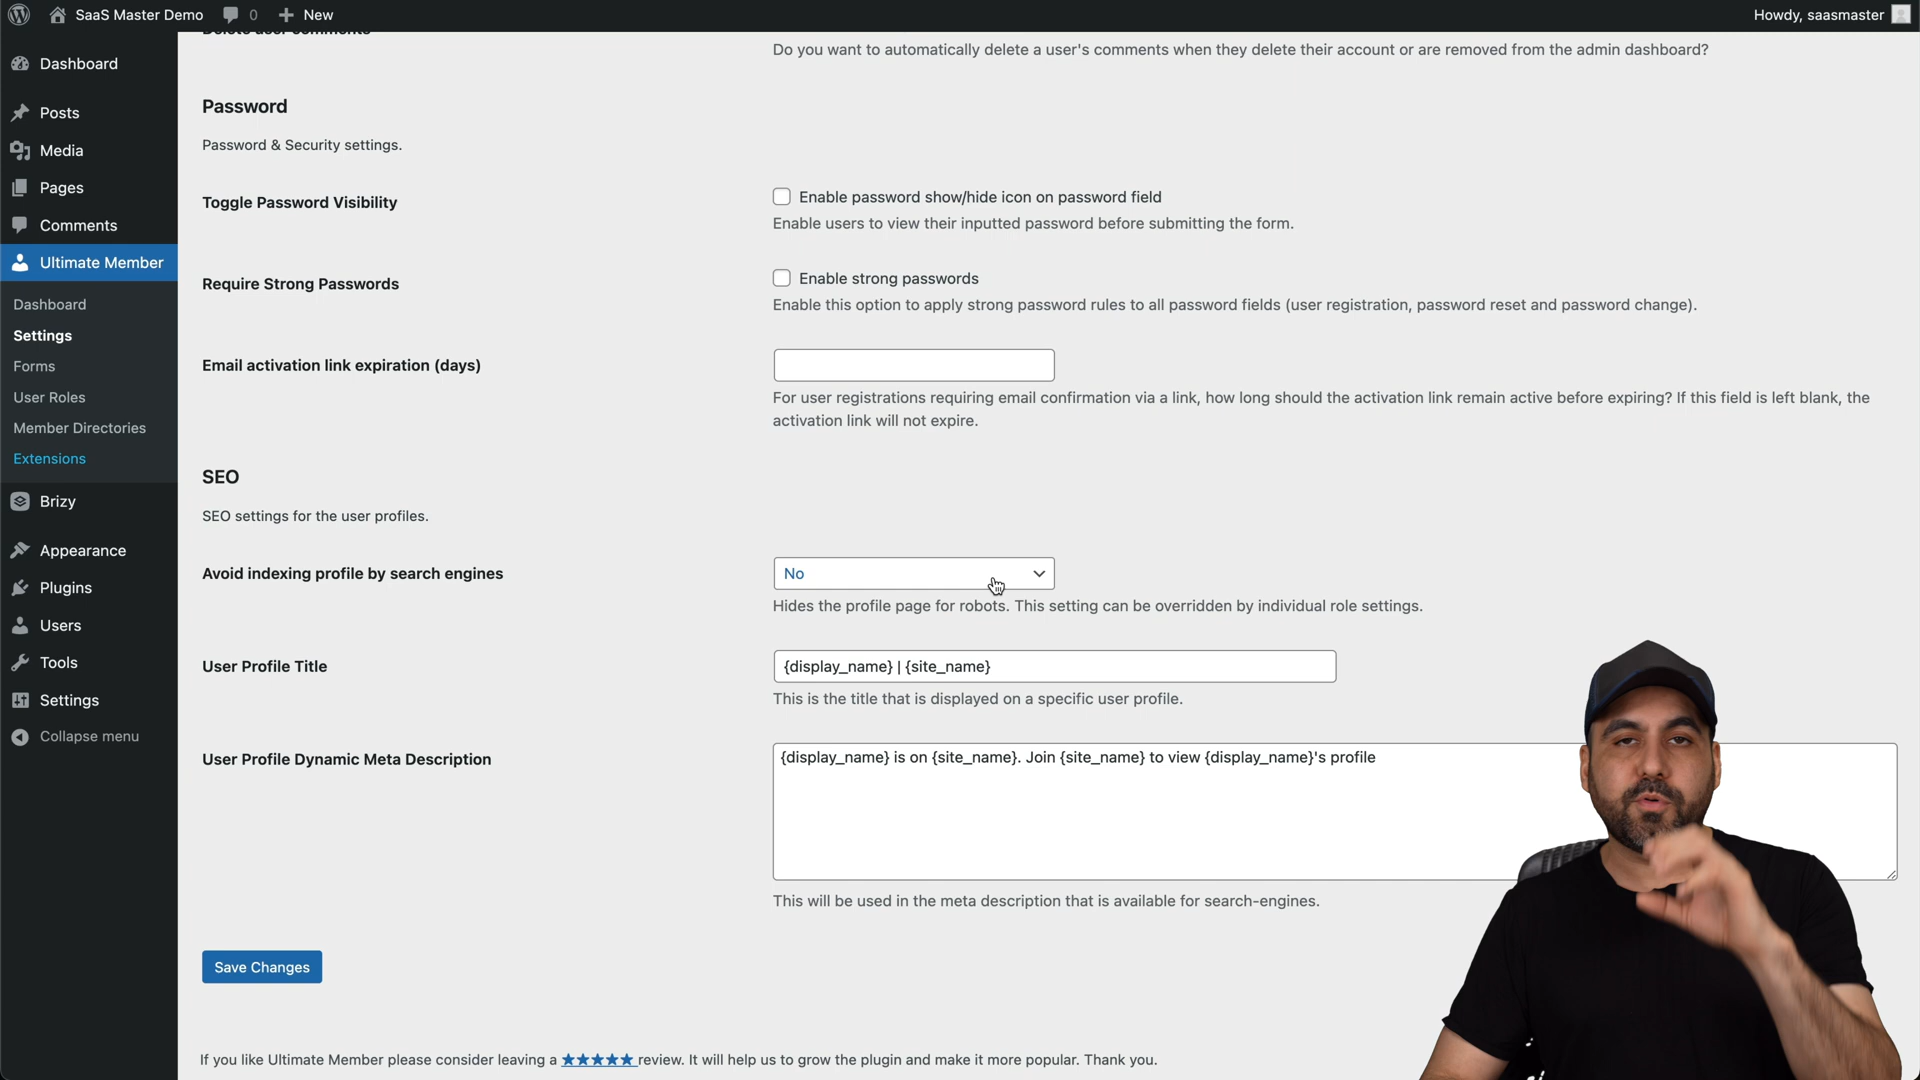 SaaS Master Demo
0
New
Howdy, saasmaster
Delete user comments
Do you want to automatically delete a user's comments when they delete their account or are removed from the admin dashboard?
Dashboard
Posts
Media
Pages
Comments
Ultimate Member
Dashboard
Settings
Forms
User Roles
Member Directories
Extensions
Brizy
Appearance
Plugins
Users
Tools
Settings
Collapse menu
Password
Password & Security settings.
Toggle Password Visibility
Enable password show/hide icon on password field
Enable users to view their inputted password before submitting the form.
Require Strong Passwords
Enable strong passwords
Enable this option to apply strong password rules to all password fields (user registration, password reset and password change).
Email activation link expiration (days)
For user registrations requiring email confirmation via a link, how long should the activation link remain active before expiring? If this field is left blank, the
activation link will not expire.
SEO
SEO settings for the user profiles.
Avoid indexing profile by search engines
No
Hides the profile page for robots. This setting can be overridden by individual role settings.
User Profile Title
{display_name} | {site_name}
This is the title that is displayed on a specific user profile.
User Profile Dynamic Meta Description
{display_name} is on {site_name}. Join {site_name} to view {display_name}'s profile
This will be used in the meta description that is available for search-engines.
Save Changes
If you like Ultimate Member please consider leaving a ★★★★★ review. It will help us to grow the plugin and make it more popular. Thank you.